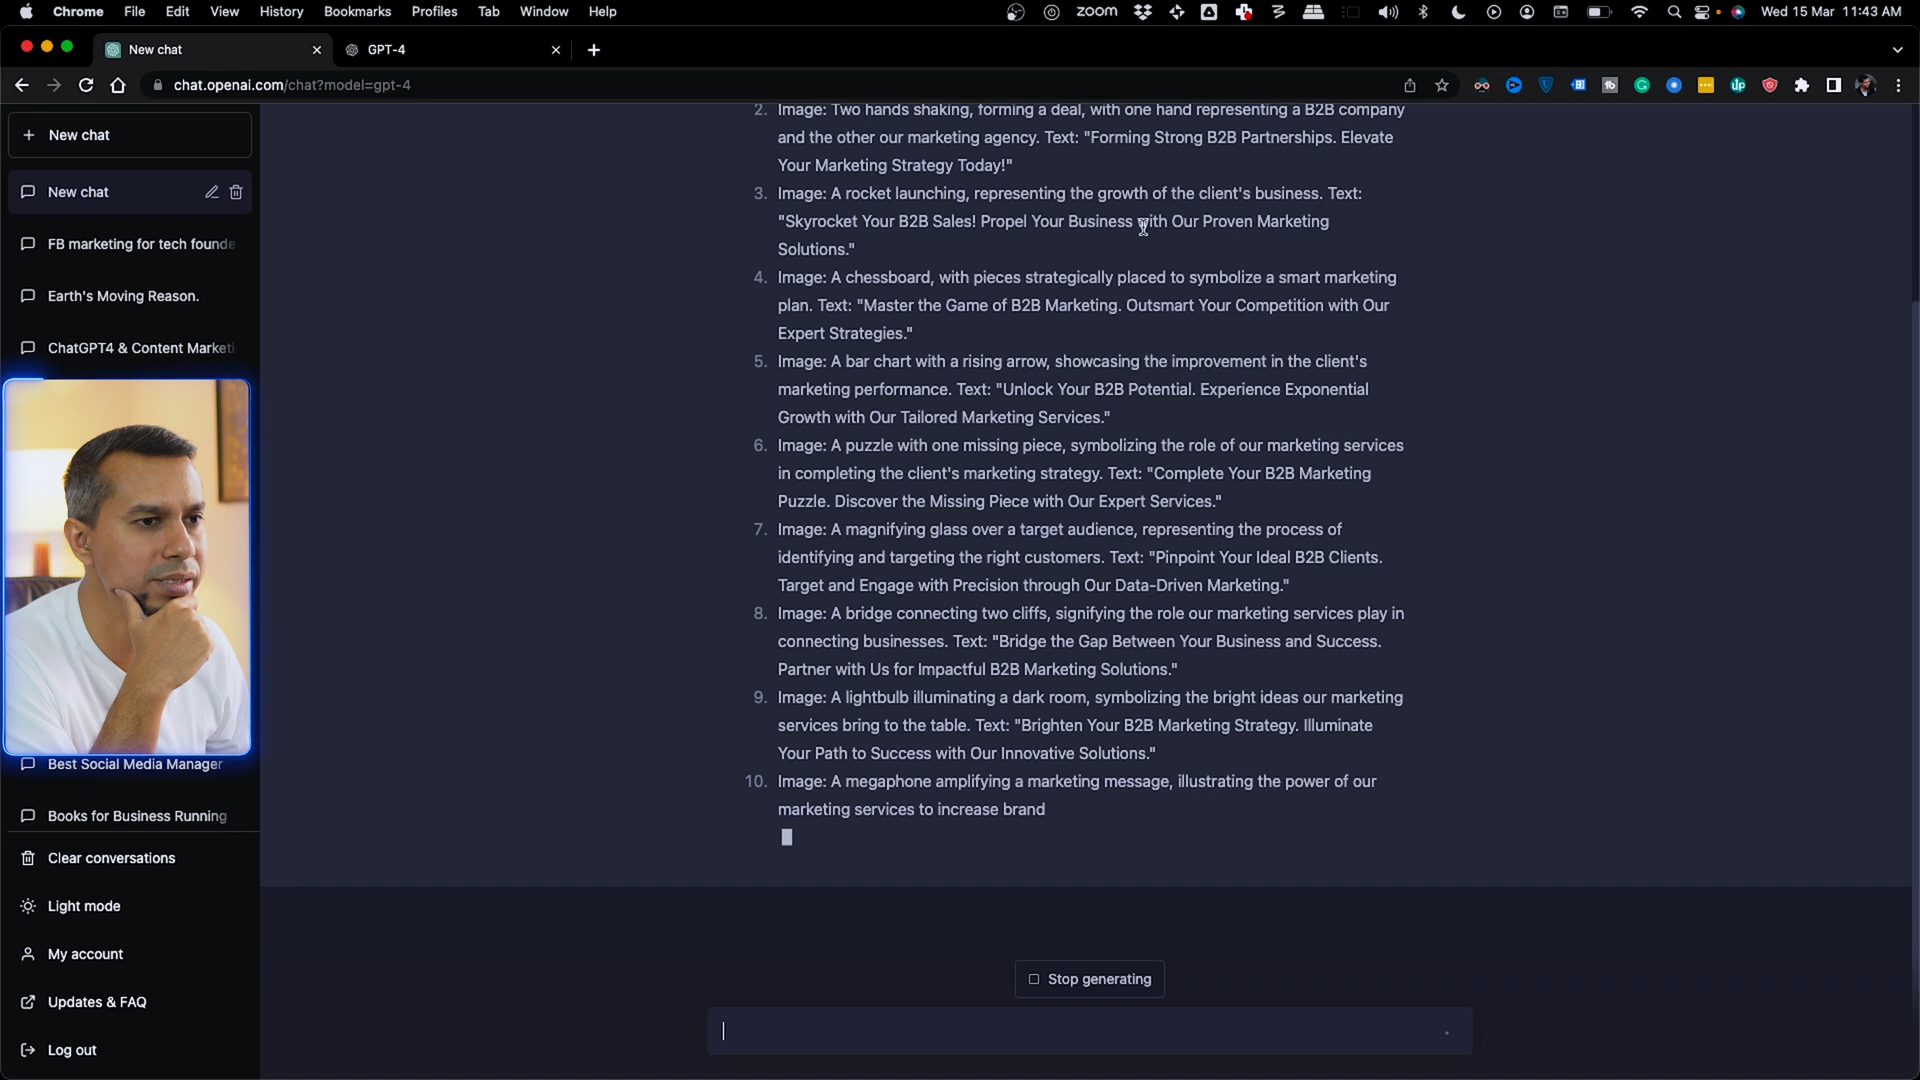 Chrome File Edit View History Bookmarks Profiles Tab Window Help zoom Wed 15 Mar 11:43 AM
New chat GPT-4
chat.openai.com/chat?model=gpt-4
New chat
New chat
FB marketing for tech founde
Earth's Moving Reason.
ChatGPT4 & Content Marketi
Best Social Media Manager
Books for Business Running
Clear conversations
Light mode
My account
Updates & FAQ
Log out
2. Image: Two hands shaking, forming a deal, with one hand representing a B2B company
and the other our marketing agency. Text: "Forming Strong B2B Partnerships. Elevate
Your Marketing Strategy Today!"
3. Image: A rocket launching, representing the growth of the client's business. Text:
"Skyrocket Your B2B Sales! Propel Your Business with Our Proven Marketing
Solutions."
4. Image: A chessboard, with pieces strategically placed to symbolize a smart marketing
plan. Text: "Master the Game of B2B Marketing. Outsmart Your Competition with Our
Expert Strategies."
5. Image: A bar chart with a rising arrow, showcasing the improvement in the client's
marketing performance. Text: "Unlock Your B2B Potential. Experience Exponential
Growth with Our Tailored Marketing Services."
6. Image: A puzzle with one missing piece, symbolizing the role of our marketing services
in completing the client's marketing strategy. Text: "Complete Your B2B Marketing
Puzzle. Discover the Missing Piece with Our Expert Services."
7. Image: A magnifying glass over a target audience, representing the process of
identifying and targeting the right customers. Text: "Pinpoint Your Ideal B2B Clients.
Target and Engage with Precision through Our Data-Driven Marketing."
8. Image: A bridge connecting two cliffs, signifying the role our marketing services play in
connecting businesses. Text: "Bridge the Gap Between Your Business and Success.
Partner with Us for Impactful B2B Marketing Solutions."
9. Image: A lightbulb illuminating a dark room, symbolizing the bright ideas our marketing
services bring to the table. Text: "Brighten Your B2B Marketing Strategy. Illuminate
Your Path to Success with Our Innovative Solutions."
10. Image: A megaphone amplifying a marketing message, illustrating the power of our
marketing services to increase brand
Stop generating